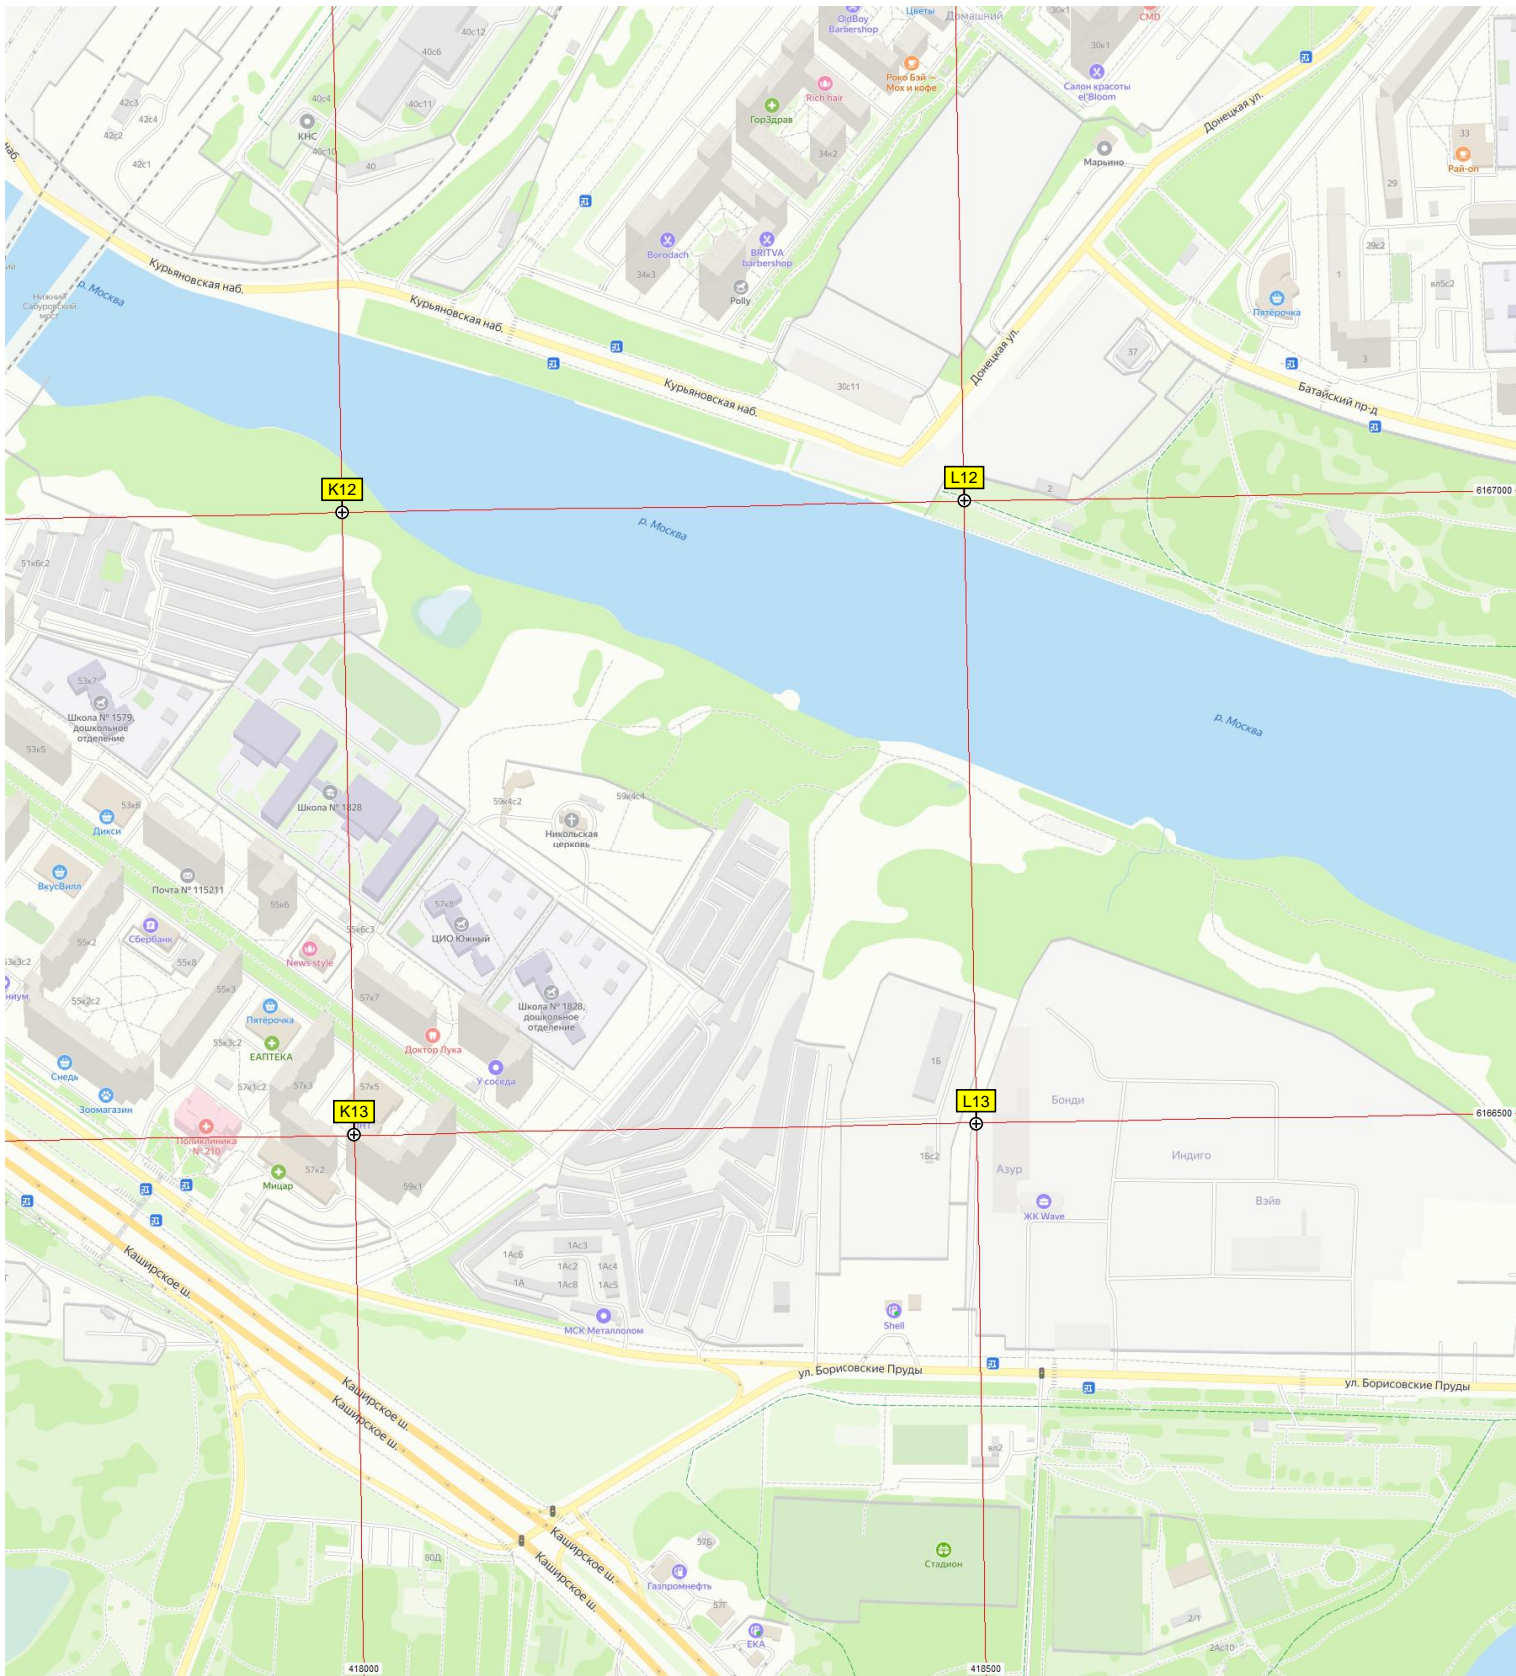 OldBoy
Barbershop
Цветы
Домашний
30к1
CMD
40с12
40с6
30к1
Роко Бэй —
Мох и кофе
Салон красоты
el'Bloom
Rich hair
42с3
42с4
40с4
40с11
ГорЗдрав
Донецкая ул.
КНС
42с2
33
40с10
34к2
Марьино
наб.
42с1
40
Рай-оп
29
Borodach
BRITVA
barbershop
29с2
Курьяновская наб.
34к3
1
р. Москва
Polly
вл5с2
Нижний
Сабуровский
мост
Курьяновская наб.
Пятёрочка
Донецкая ул.
37
3
Курьяновская наб.
30с11
Батайский пр-д
K12
L12
2
6167000
р. Москва
51к6с2
53к7
Школа № 1579,
дошкольное
отделение
р. Москва
53к5
Школа № 1828
59к4с2
59к4с4
53к6
Дикси
Никольская
церковь
ВкусВилл
Почта № 115211
55к6
57к8
55к6с3
Сбербанк
ЦИО Южный
55к2
News style
55к8
53к3с2
55к3
57к7
55к2с2
Школа № 1828,
дошкольное
отделение
Пятёрочка
55к3с2
ЕАПТЕКА
Доктор Лука
1Б
Снедь
У соседа
57к1с2
57к3
57к5
Зоомагазин
K13
L13
Бонди
6166500
Поликлиника
№ 210
57к2
1Бс2
Азур
Индиго
Мицар
59к1
ЖК Wave
Вэйв
Каширское ш.
1Ас6
1Ас3
1Ас2
1Ас4
1А
1Ас8
1Ас5
МСК Металлолом
Shell
ул. Борисовские Пруды
ул. Борисовские Пруды
Каширское ш.
Каширское ш.
вл2
57Б
Каширское ш.
Каширское ш.
80Д
Стадион
Газпромнефть
57Г
2/1
ЕКА
2Ас10
418000
418500